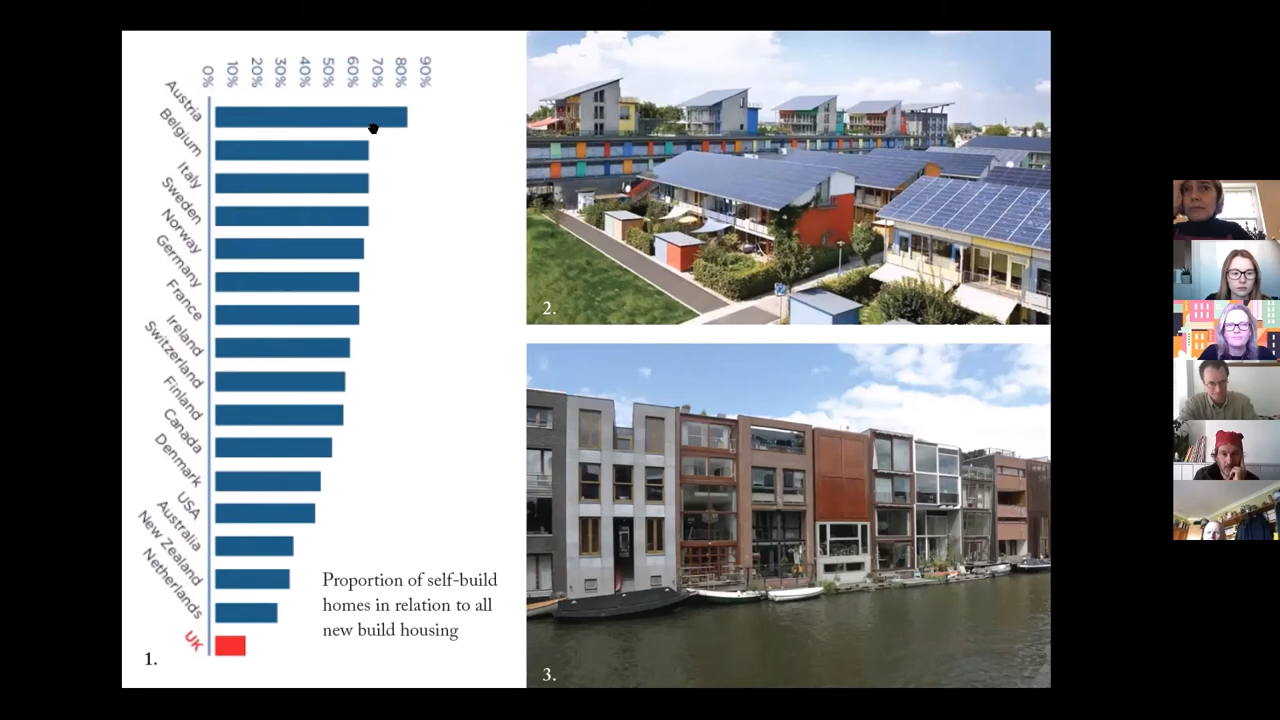 0% 10% 20% 30% 40% 50% 60% 70% 80% 90%
Austria
Belgium
Italy
Sweden
Norway
Germany
France
Ireland
Switzerland
Finland
Canada
Denmark
USA
Australia
New Zealand
Netherlands
UK
Proportion of self-build
homes in relation to all
new build housing
1.
2.
3.